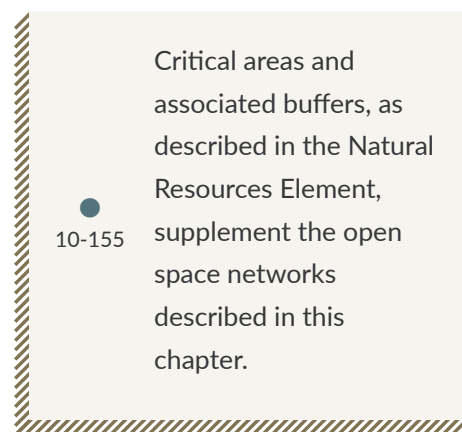 Critical areas and
associated buffers, as
described in the Natural
Resources Element,
10-155
supplement the open
space networks
described in this
chapter.